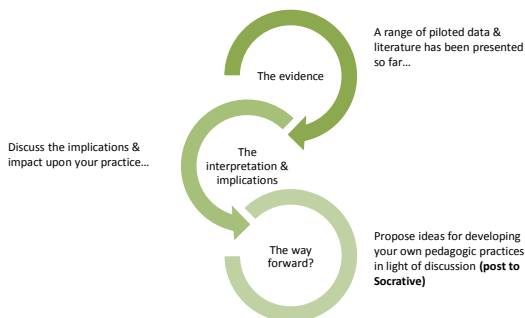 The evidence
A range of piloted data &
literature has been presented
so far…
Discuss the implications &
impact upon your practice…
The
interpretation &
implications
The way
forward?
Propose ideas for developing
your own pedagogic practices
in light of discussion (post to
Socrative)